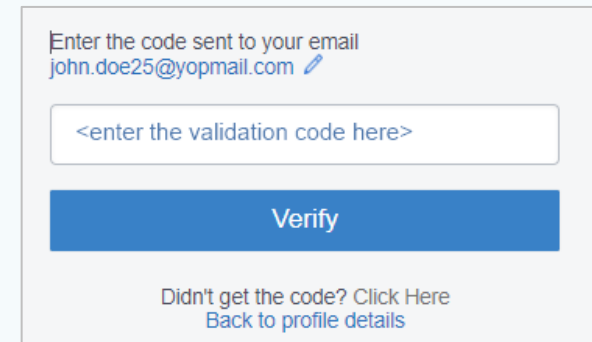 Enter the code sent to your email
john.doe25@yopmail.com
<enter the validation code here>
Verify
Didn't get the code? Click Here
Back to profile details